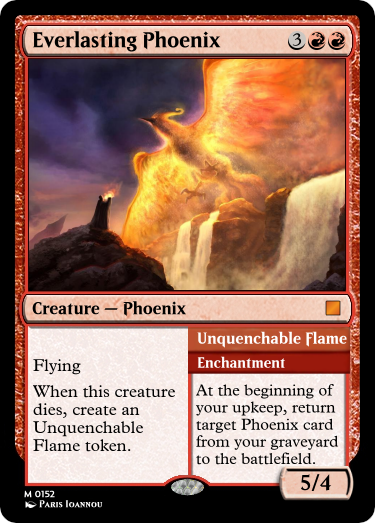 Everlasting Phoenix 3
Creature — Phoenix
Flying
When this creature
dies, create an
Unquenchable
Flame token.
Unquenchable Flame
Enchantment
At the beginning of
your upkeep, return
target Phoenix card
from your graveyard
to the battlefield.
5/4
M 0152
Paris Ioannou